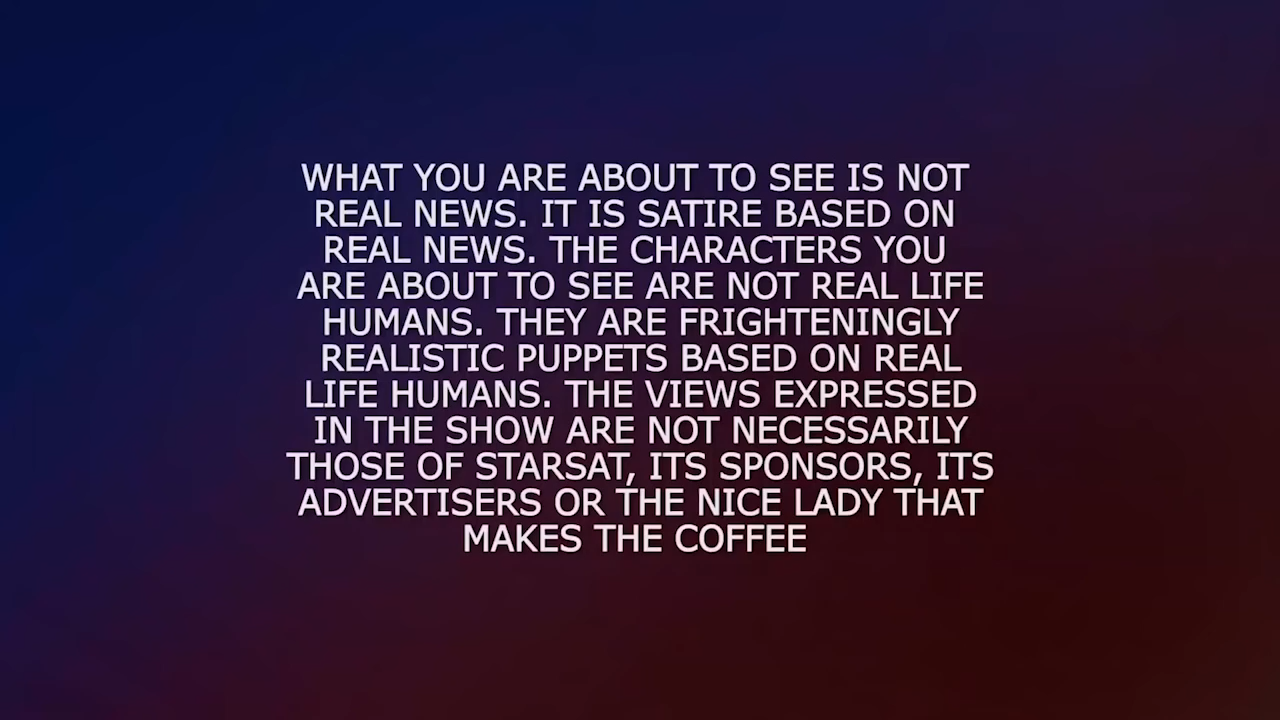 WHAT YOU ARE ABOUT TO SEE IS NOT
REAL NEWS. IT IS SATIRE BASED ON
REAL NEWS. THE CHARACTERS YOU
ARE ABOUT TO SEE ARE NOT REAL LIFE
HUMANS. THEY ARE FRIGHTENINGLY
REALISTIC PUPPETS BASED ON REAL
LIFE HUMANS. THE VIEWS EXPRESSED
IN THE SHOW ARE NOT NECESSARILY
THOSE OF STARSAT, ITS SPONSORS, ITS
ADVERTISERS OR THE NICE LADY THAT
MAKES THE COFFEE